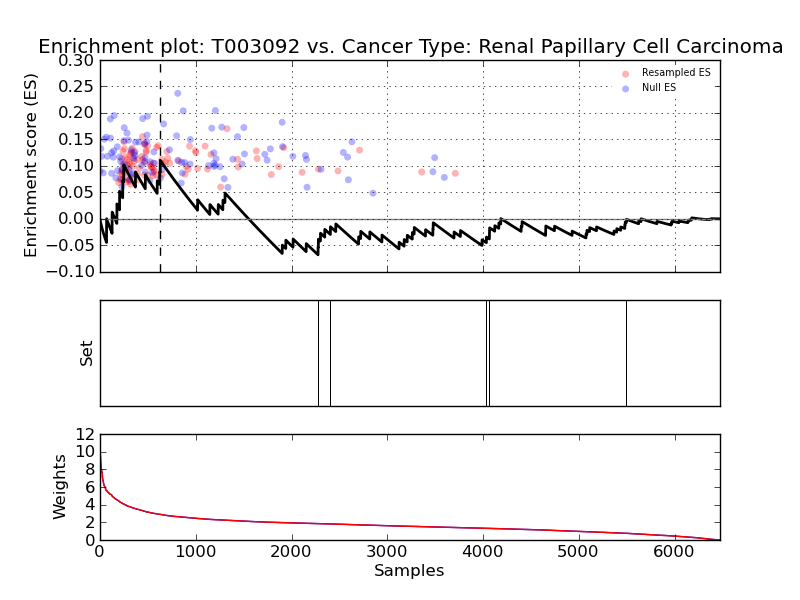 Enrichment plot: T003092 vs. Cancer Type: Renal Papillary Cell Carcinoma
Enrichment score (ES)
0.30
0.25
0.20
0.15
0.10
0.05
0.00
−0.05
−0.10
Resampled ES
Null ES
Set
Weights
12
10
8
6
4
2
0
0 1000 2000 3000 4000 5000 6000
Samples